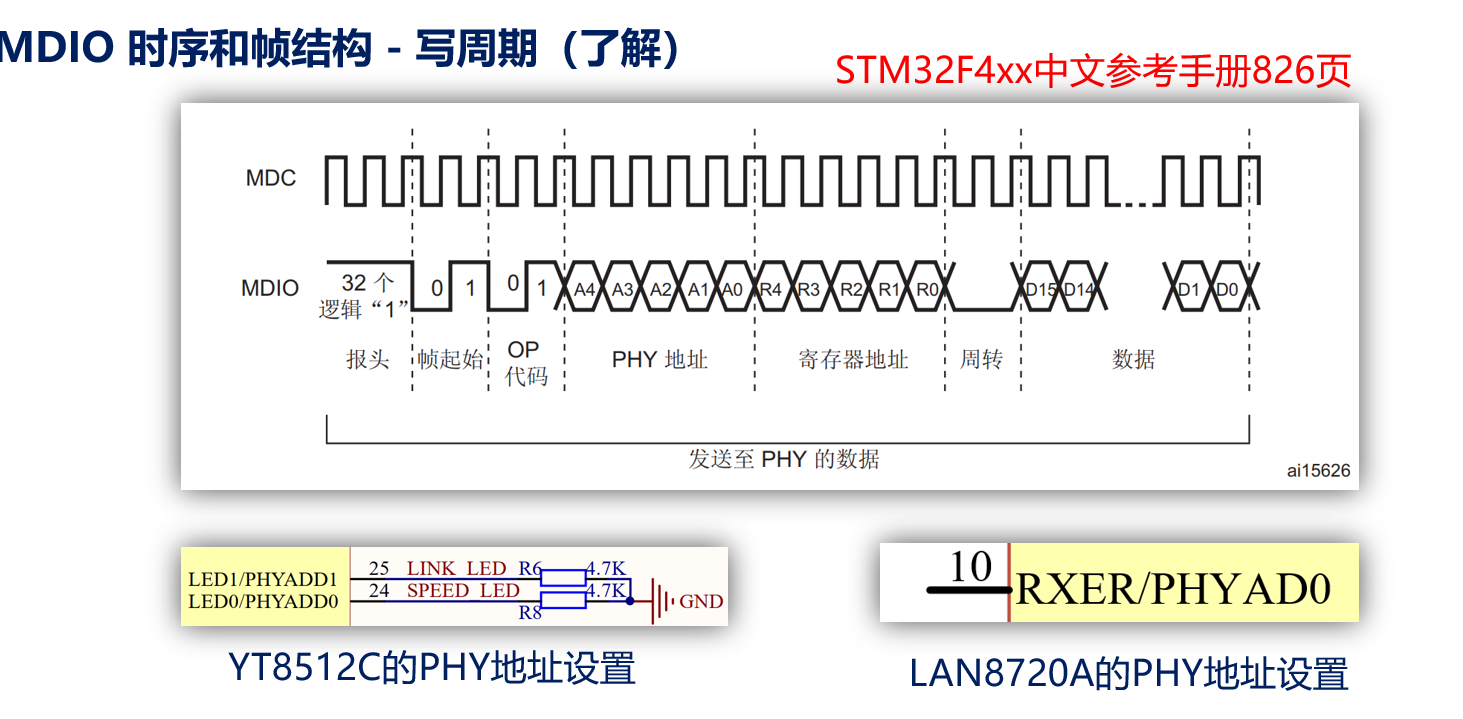 MDIO 时序和帧结构 - 写周期（了解）
STM32F4xx中文参考手册826页
MDC
MDIO
32 个
逻辑“1”
0 1 0 1 A4 A3 A2 A1 A0 R4 R3 R2 R1 R0 D15 D14 D1 D0
报头 帧起始 OP 代码 PHY 地址 寄存器地址 周转 数据
发送至 PHY 的数据
ai15626
LED1/PHYADD1 25 LINK_LED R6 4.7K
LED0/PHYADD0 24 SPEED_LED R8 4.7K GND
10 RXER/PHYAD0
YT8512C的PHY地址设置
LAN8720A的PHY地址设置